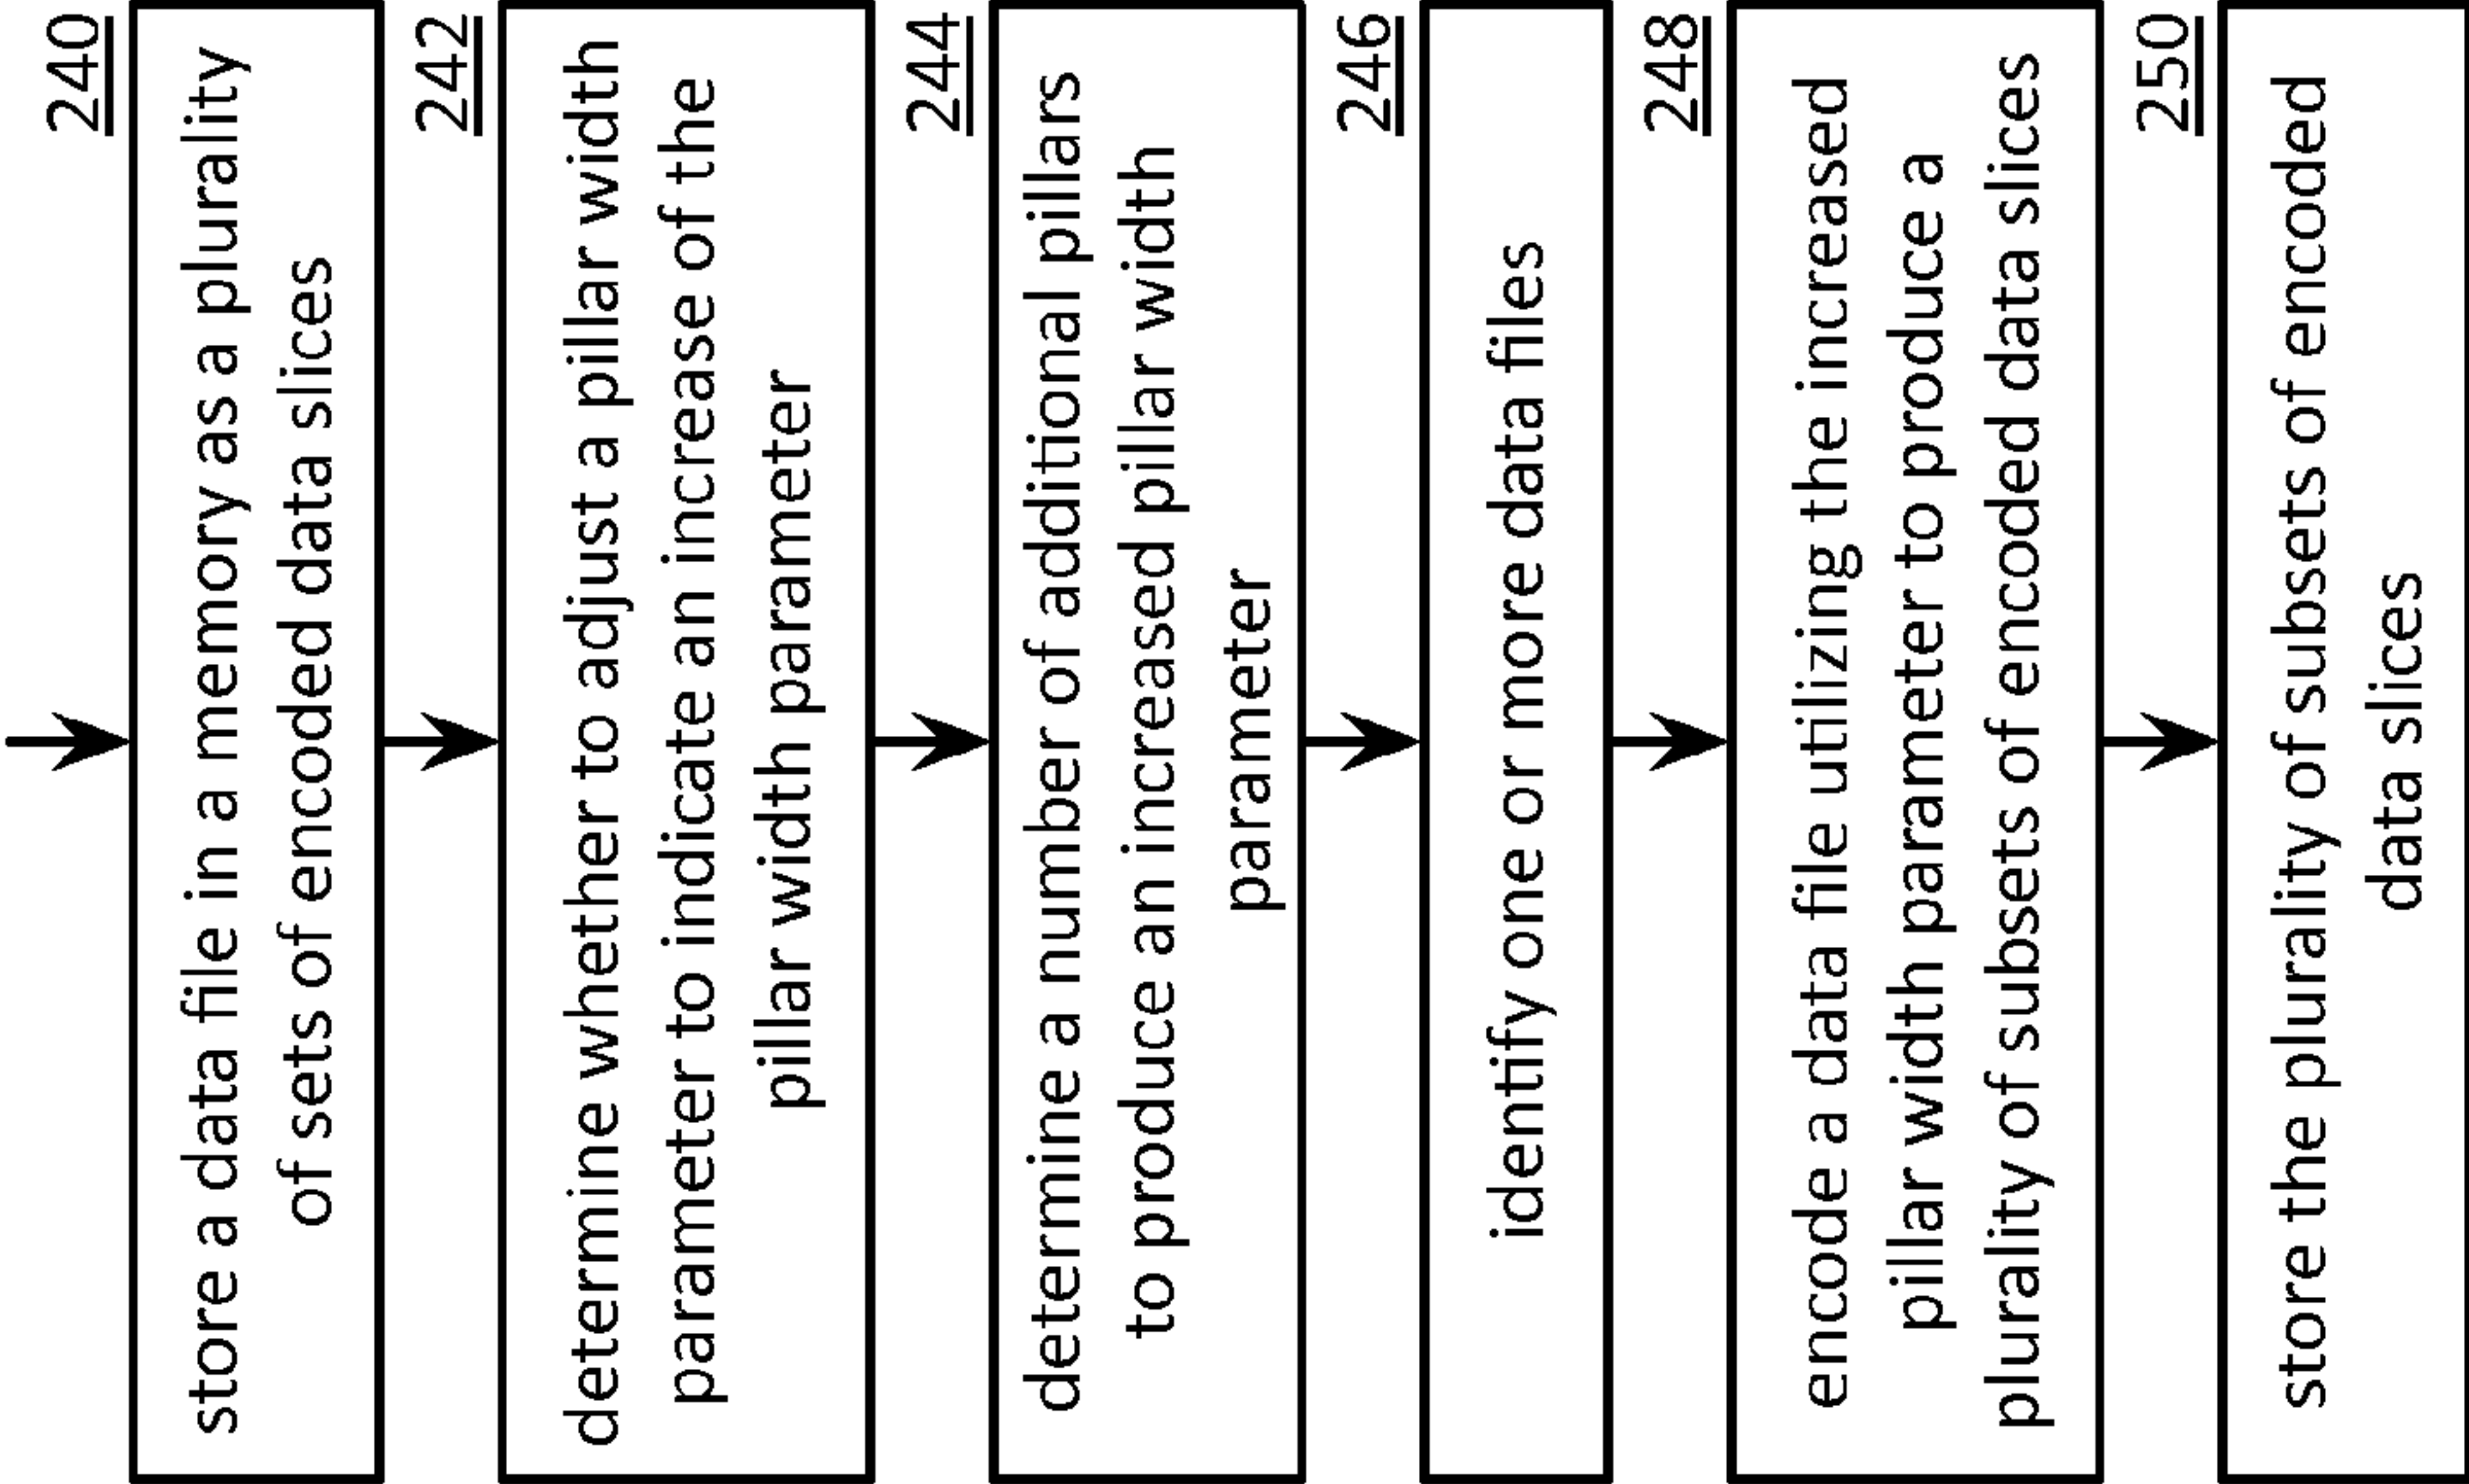 240
store a data file in a memory as a plurality
of sets of encoded data slices
242
determine whether to adjust a pillar width
parameter to indicate an increase of the
pillar width parameter
244
determine a number of additional pillars
to produce an increased pillar width
parameter
246
identify one or more data files
248
encode a data file utilizing the increased
pillar width parameter to produce a
plurality of subsets of encoded data slices
250
store the plurality of subsets of encoded
data slices